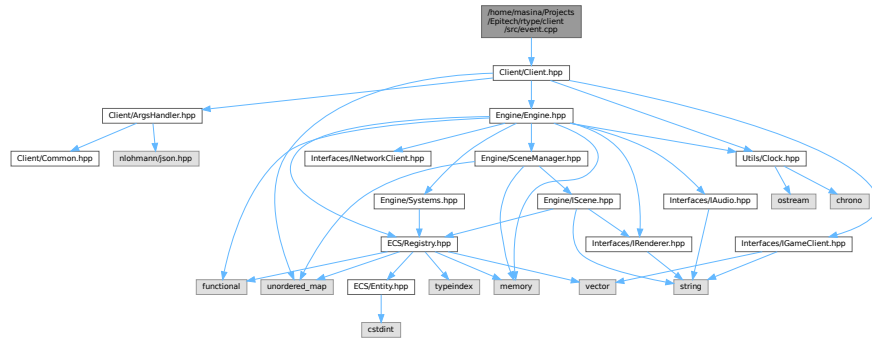 /home/masina/Projects
/Epitech/rtype/client
/src/event.cpp
Client/Client.hpp
Client/ArgsHandler.hpp
Engine/Engine.hpp
Client/Common.hpp
nlohmann/json.hpp
Interfaces/INetworkClient.hpp
Engine/SceneManager.hpp
Utils/Clock.hpp
Engine/Systems.hpp
Engine/IScene.hpp
Interfaces/IAudio.hpp
ostream
chrono
ECS/Registry.hpp
Interfaces/IRenderer.hpp
Interfaces/IGameClient.hpp
functional
unordered_map
ECS/Entity.hpp
typeindex
memory
vector
string
cstdint